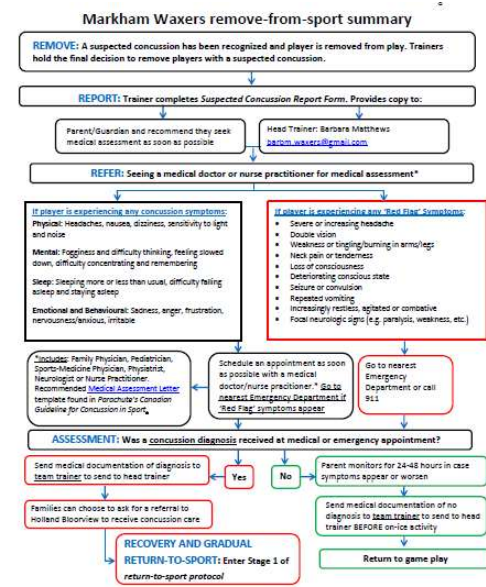 Markham Waxers remove-from-sport summary
REMOVE: A suspected concussion has been recognized and player is removed from play. Trainers
hold the final decision to remove players with a suspected concussion.
REPORT: Trainer completes Suspected Concussion Report Form. Provides copy to:
Parent/Guardian and recommend they seek
medical assessment as soon as possible
Head Trainer: Barbara Matthews
barbm.waxers@gmail.com
REFER: Seeing a medical doctor or nurse practitioner for medical assessment*
If player is experiencing any concussion symptoms:
Physical: Headaches, nausea, dizziness, sensitivity to light
and noise
Mental: Fogginess and difficulty thinking, feeling slowed
down, difficulty concentrating and remembering
Sleep: Sleeping more or less than usual, difficulty falling
asleep and staying asleep
Emotional and Behavioural: Sadness, anger, frustration,
nervousness/anxious, irritable
If player is experiencing any 'Red Flag' Symptoms:
• Severe or increasing headache
• Double vision
• Weakness or tingling/burning in arms/legs
• Neck pain or tenderness
• Loss of consciousness
• Deteriorating conscious state
• Seizure or convulsion
• Repeated vomiting
• Increasingly restless, agitated or combative
• Focal neurologic signs (e.g. paralysis, weakness, etc.)
*Includes: Family Physician, Pediatrician,
Sports-Medicine Physician, Physiatrist,
Neurologist or Nurse Practitioner.
Recommended Medical Assessment Letter
template found in Parachute's Canadian
Guideline for Concussion in Sport.
Schedule an appointment as soon
as possible with a medical
doctor/nurse practitioner.* Go to
nearest Emergency Department if
'Red Flag' symptoms appear
Go to nearest
Emergency
Department or call
911
ASSESSMENT: Was a concussion diagnosis received at medical or emergency appointment?
Send medical documentation of diagnosis to
team trainer to send to head trainer
Yes
No
Parent monitors for 24-48 hours in case
symptoms appear or worsen
Families can choose to ask for a referral to
Holland Bloorview to receive concussion care
Send medical documentation of no
diagnosis to team trainer to send to head
trainer BEFORE on-ice activity
RECOVERY AND GRADUAL
RETURN-TO-SPORT: Enter Stage 1 of
return-to-sport protocol
Return to game play